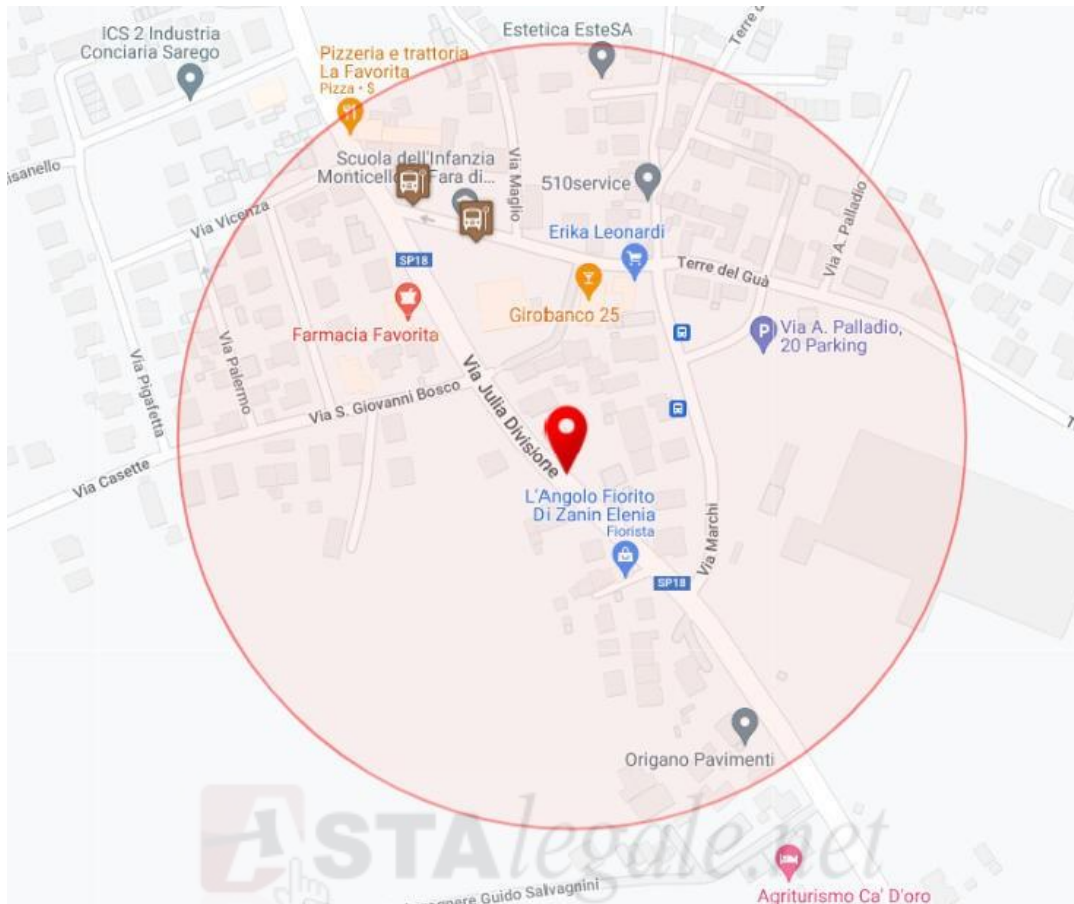 Estetica EsteSA
ICS 2 Industria
Conciaria Sarego
Pizzeria e trattoria
La Favorita
Pizza • $
Terre d
Scuola dell'Infanzia
Monticello Fara di...
510service
Via Maglio
isanello
Via Vicenza
Via A. Palladio
Erika Leonardi
SP18
Terre del Guà
Girobanco 25
Farmacia Favorita
Via A. Palladio,
20 Parking
P
Via Pigafetta
Via Palermo
Via Julia Divisione
Via S. Giovanni Bosco
Via Casette
L'Angolo Fiorito
Di Zanin Elenia
Fiorista
Via Marchi
SP18
Origano Pavimenti
ASTAlegale.net
Guido Salvagnini
Agriturismo Ca' D'oro